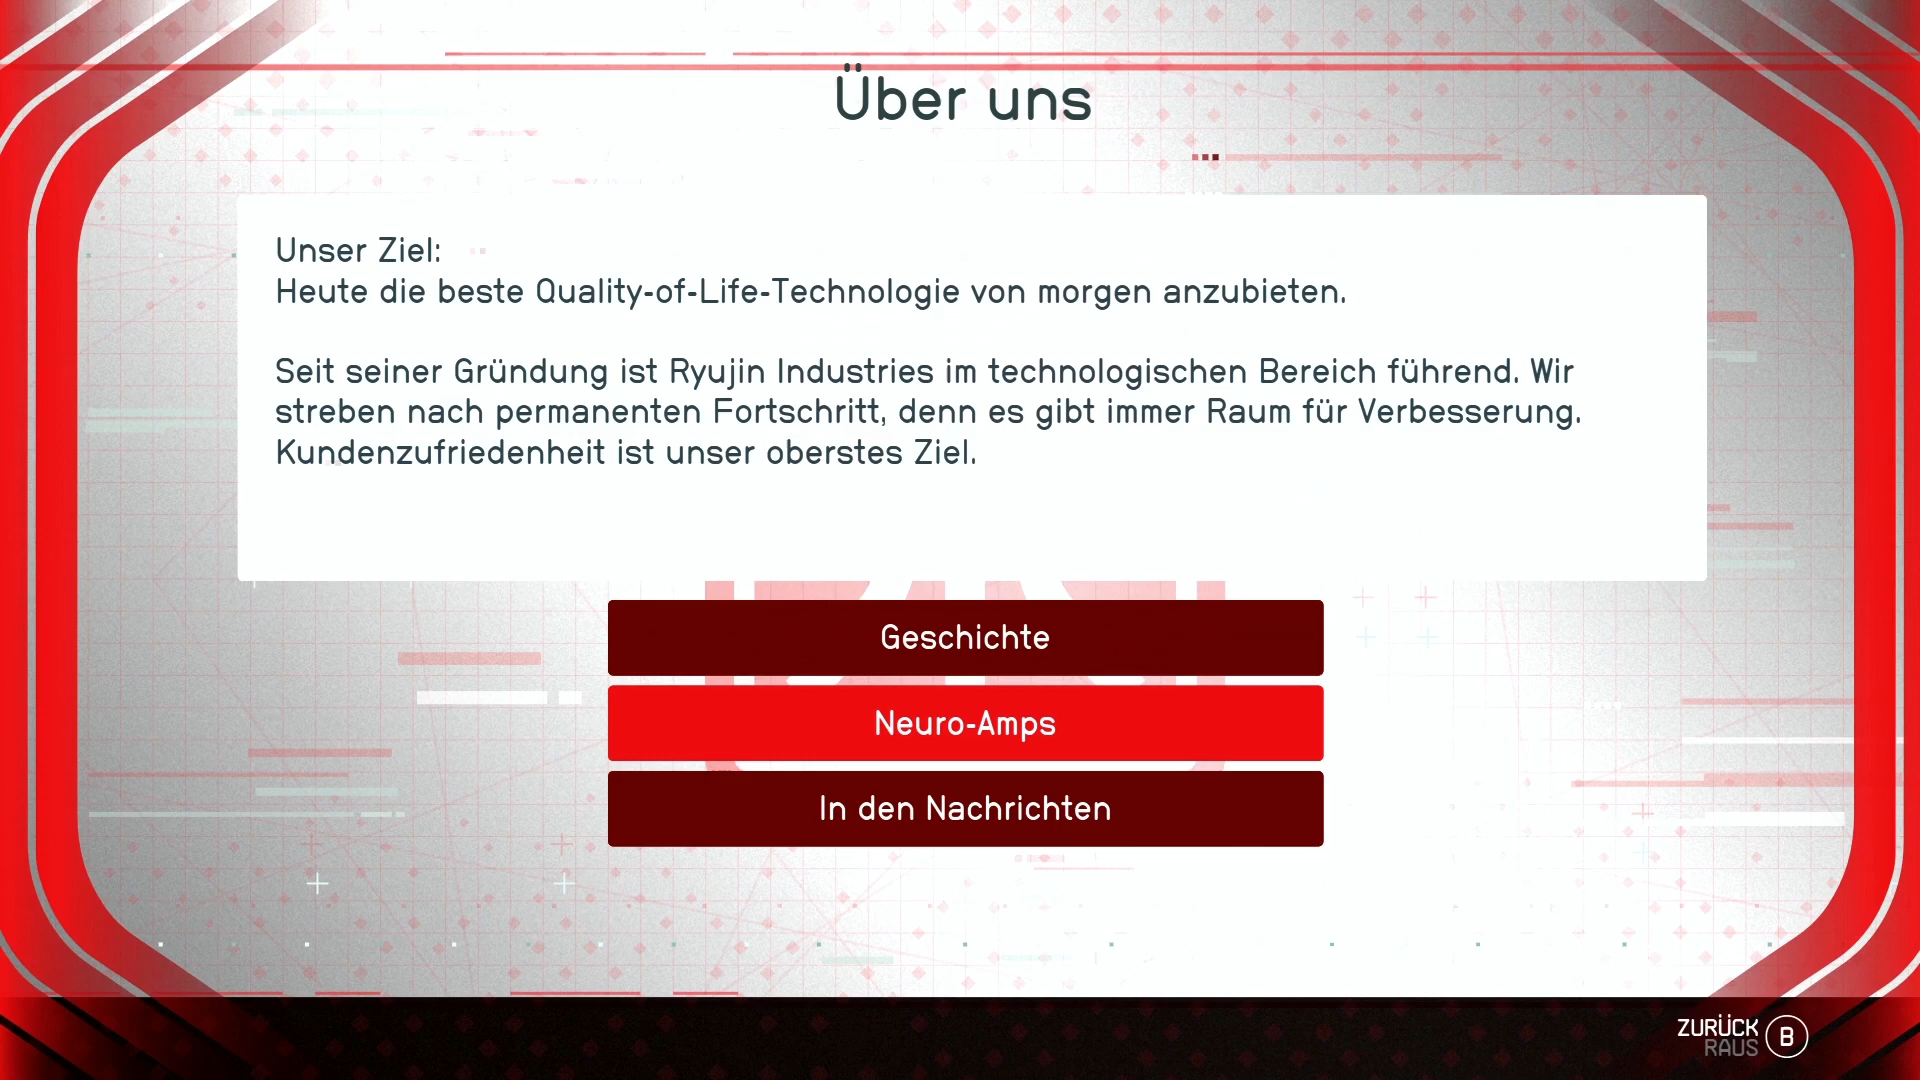 Über uns
Unser Ziel:
Heute die beste Quality-of-Life-Technologie von morgen anzubieten.
Seit seiner Gründung ist Ryujin Industries im technologischen Bereich führend. Wir
streben nach permanenten Fortschritt, denn es gibt immer Raum für Verbesserung.
Kundenzufriedenheit ist unser oberstes Ziel.
Geschichte
Neuro-Amps
In den Nachrichten
ZURÜCK
RAUS
B